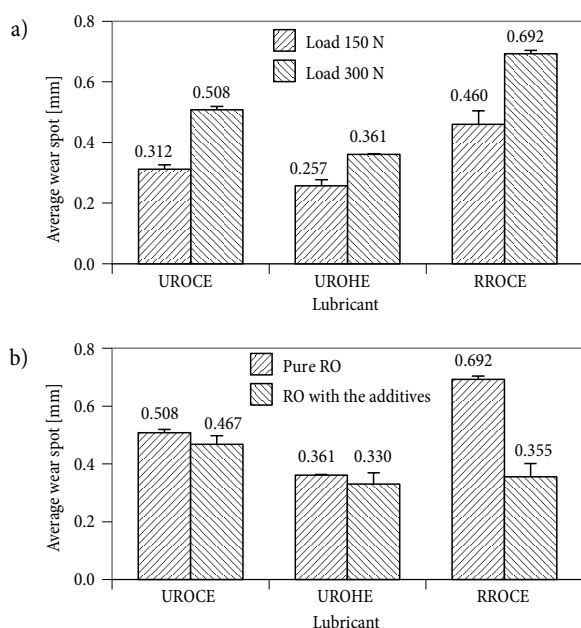 a)
Average wear spot [mm]
0.8
0.6
0.4
0.2
0.0
Load 150 N
Load 300 N
0.312
0.508
0.257
0.361
0.460
0.692
UROCE
UROHE
RROCE
Lubricant
b)
Average wear spot [mm]
0.8
0.6
0.4
0.2
0.0
Pure RO
RO with the additives
0.508
0.467
0.361
0.330
0.692
0.355
UROCE
UROHE
RROCE
Lubricant